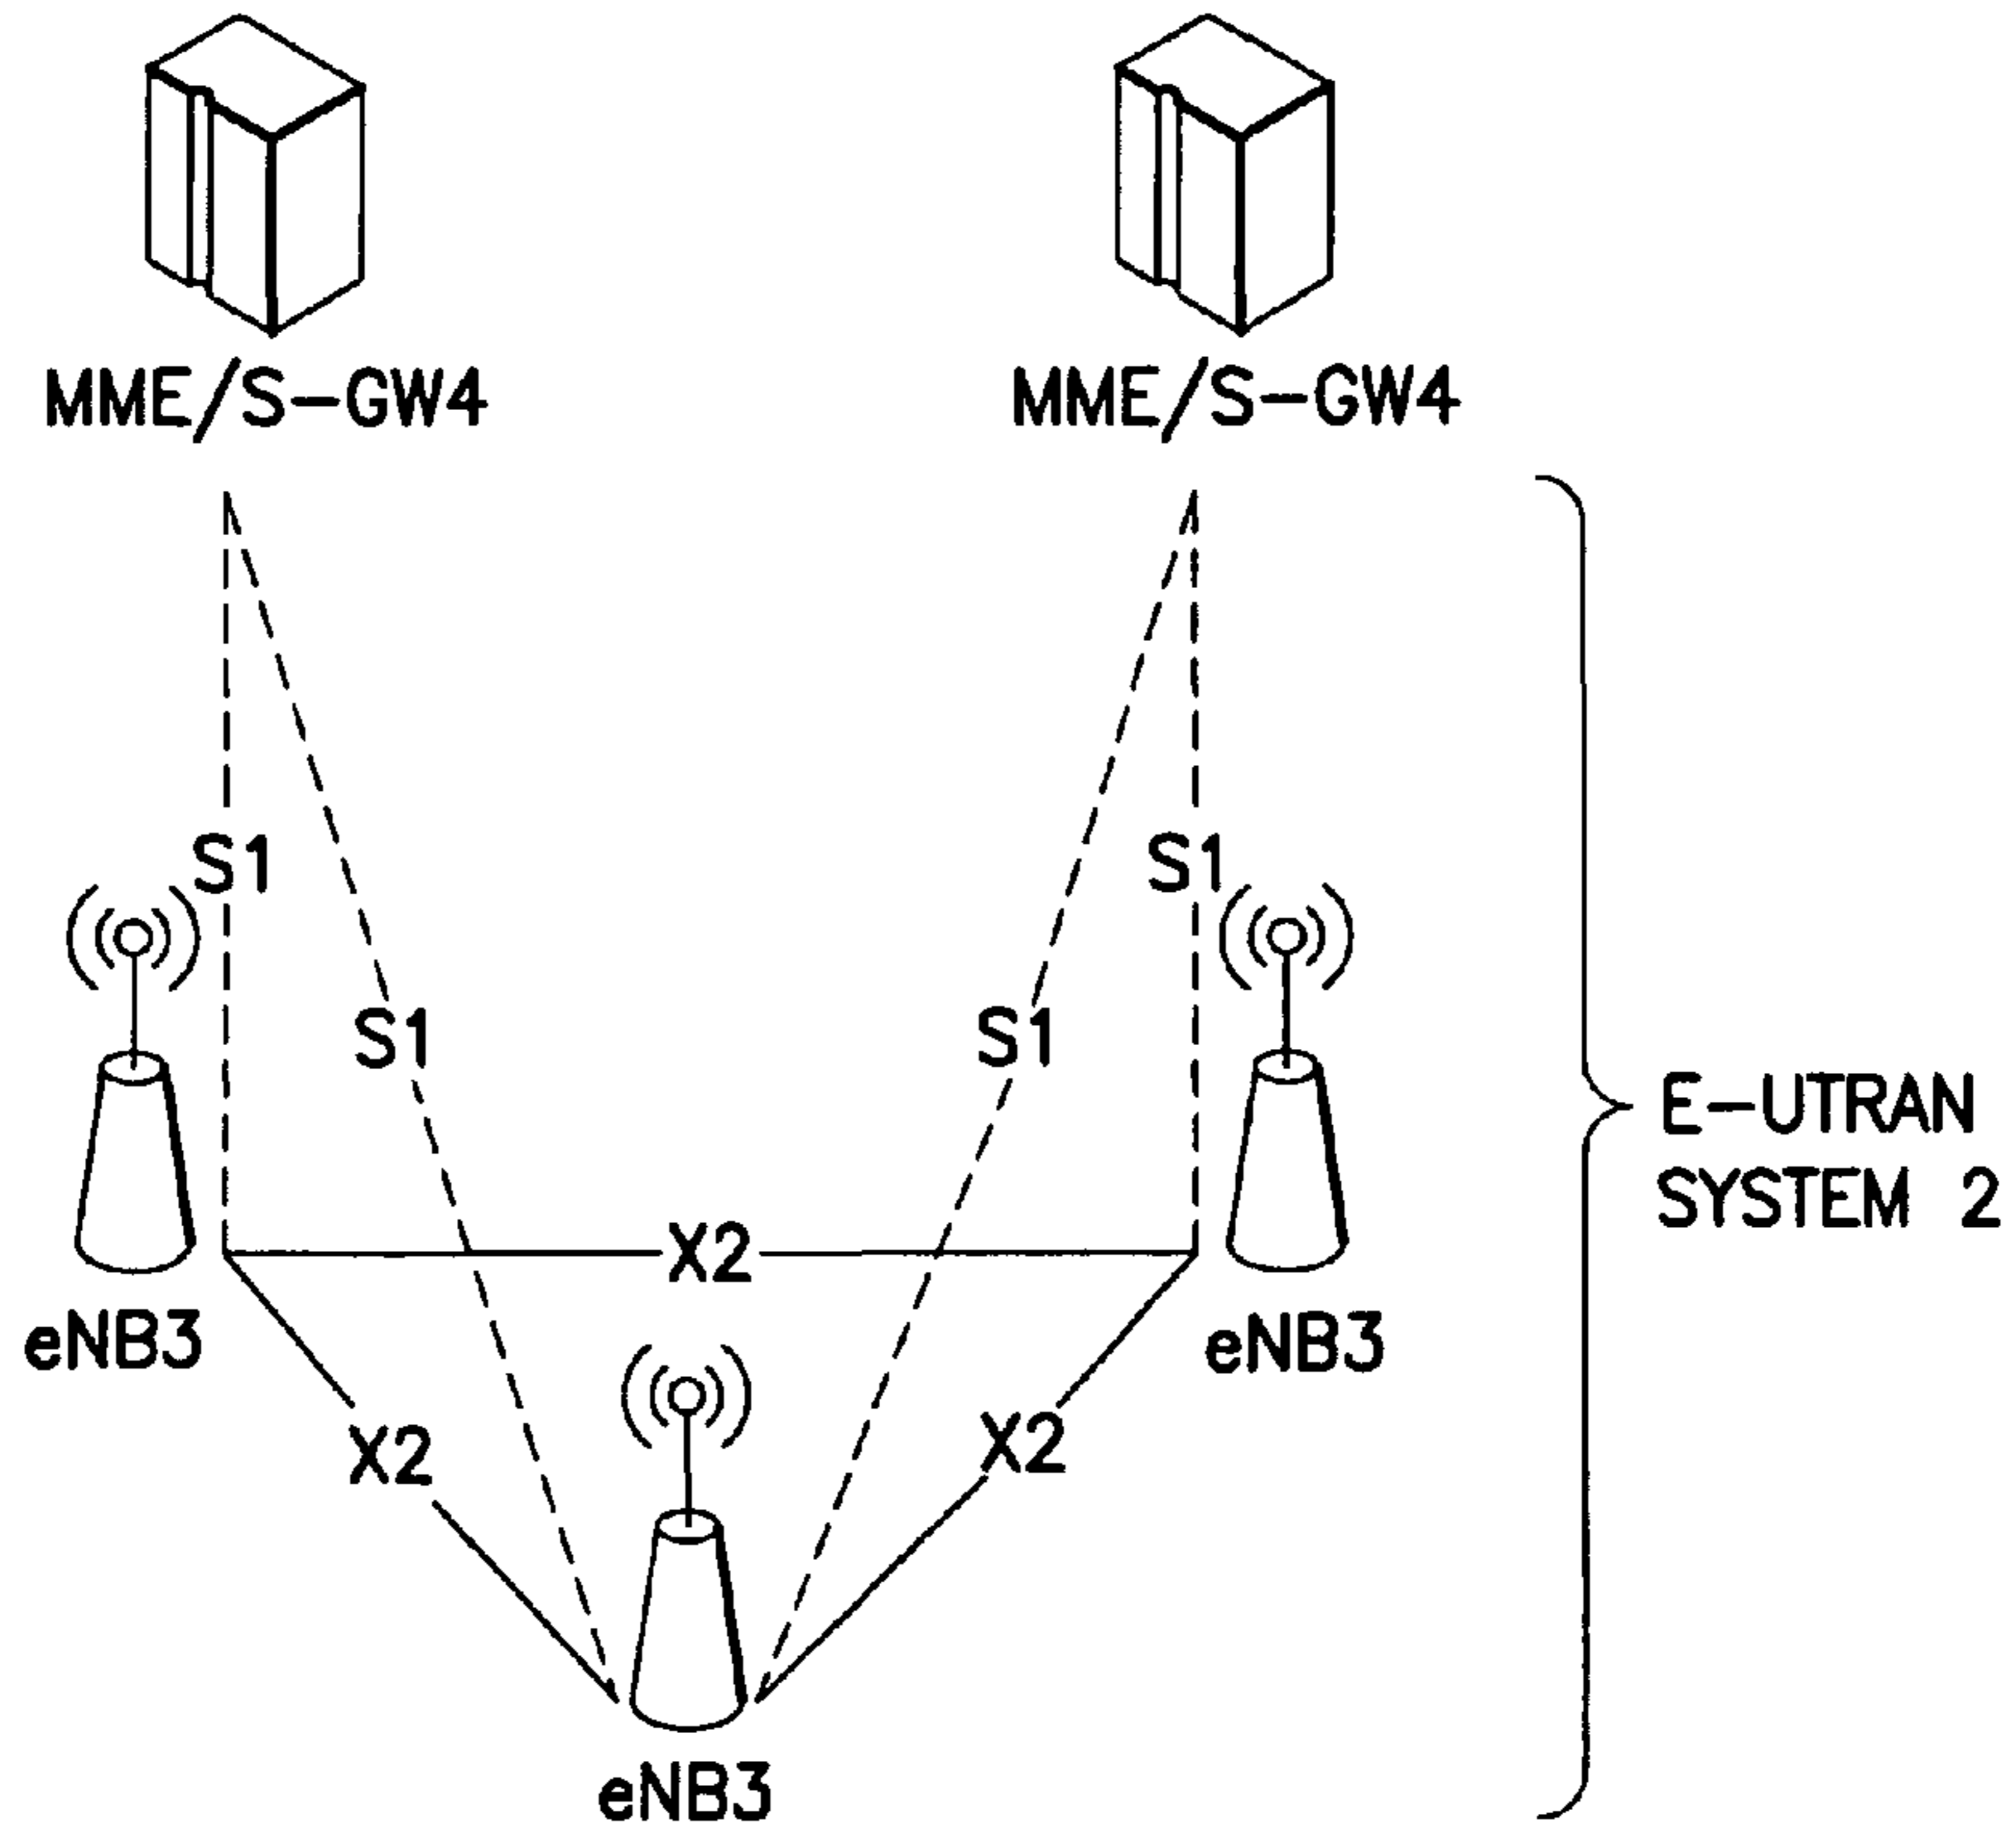 MME/S-GW4
MME/S-GW4
S1
S1
S1
S1
E-UTRAN
SYSTEM 2
X2
eNB3
eNB3
X2
X2
eNB3